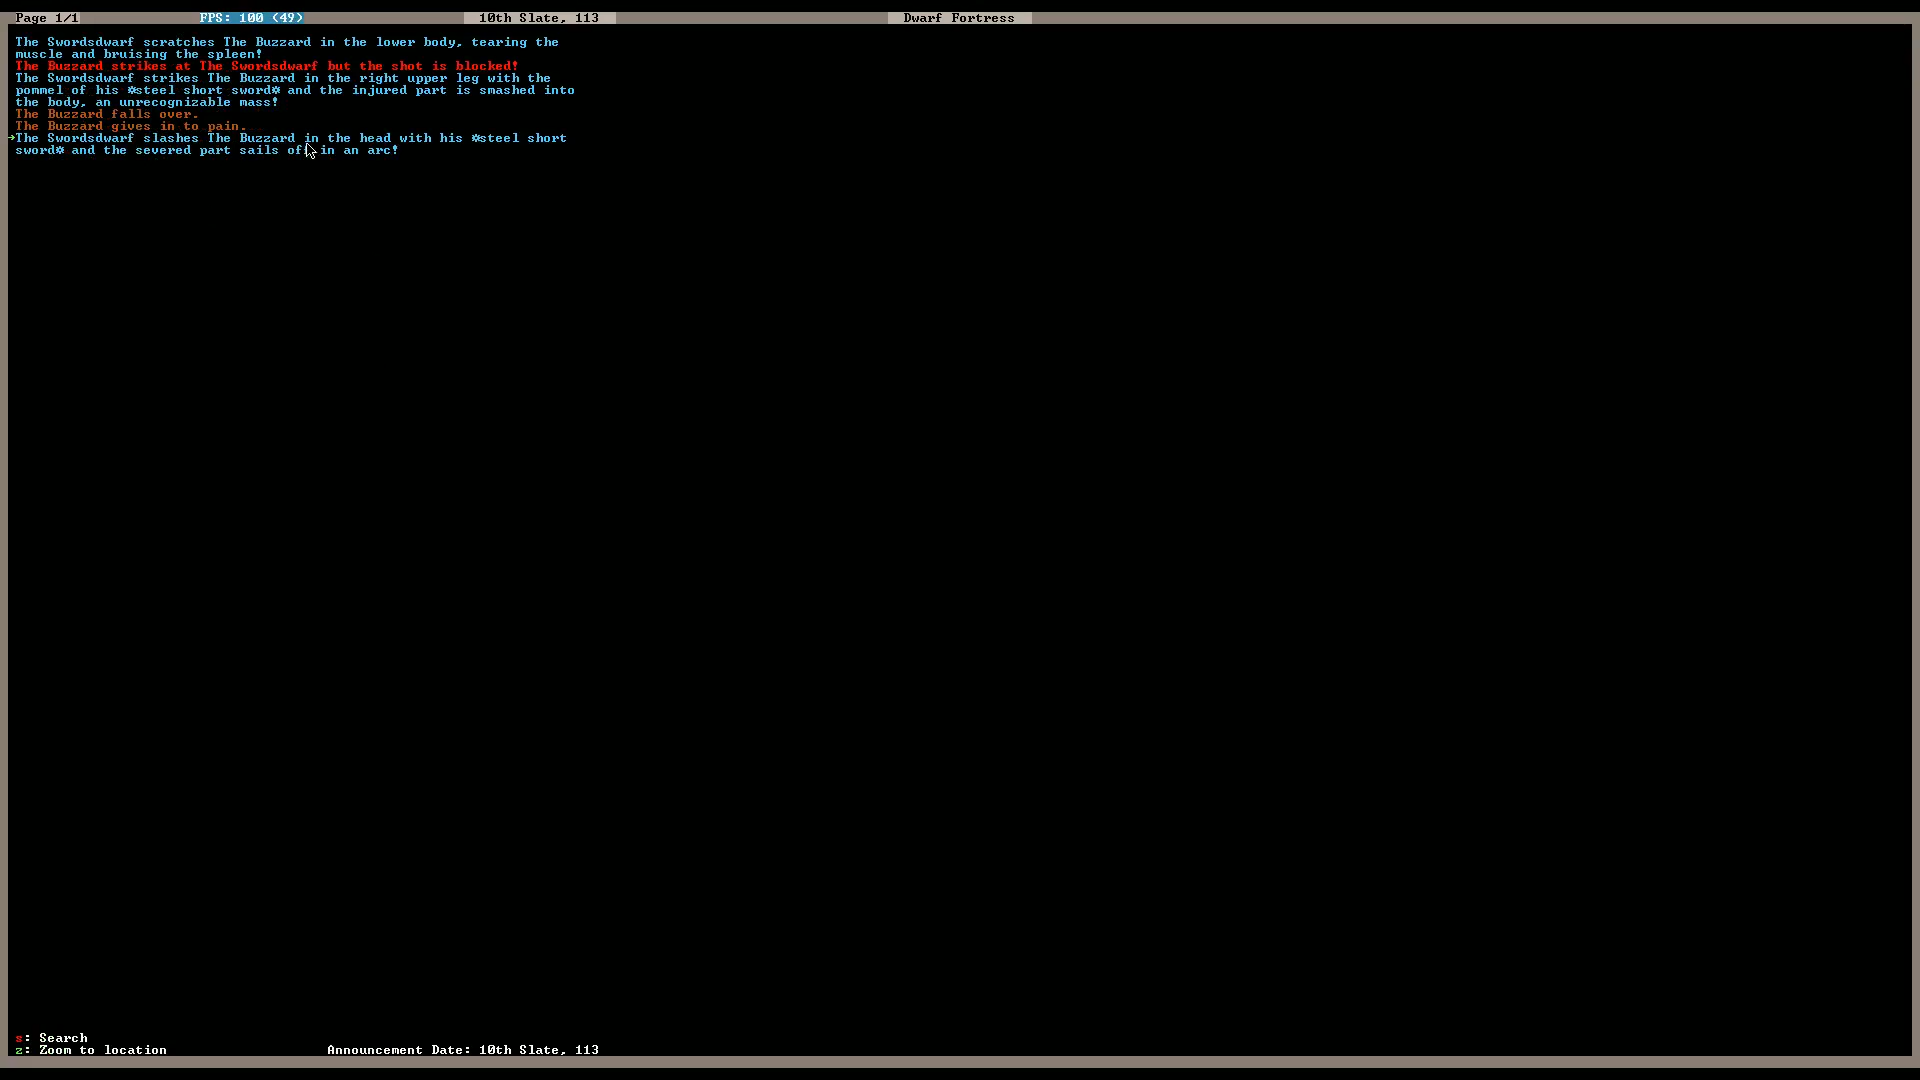 Page 1/1 FPS: 100 (49) 10th Slate, 113 Dwarf Fortress
The Swordsdwarf scratches The Buzzard in the lower body, tearing the
muscle and bruising the spleen!
The Buzzard strikes at The Swordsdwarf but the shot is blocked!
The Swordsdwarf strikes The Buzzard in the right upper leg with the
pommel of his ☼steel short sword☼ and the injured part is smashed into
the body, an unrecognizable mass!
The Buzzard falls over.
The Buzzard gives in to pain.
→The Swordsdwarf slashes The Buzzard in the head with his ☼steel short
sword☼ and the severed part sails off in an arc!
s: Search
z: Zoom to location Announcement Date: 10th Slate, 113